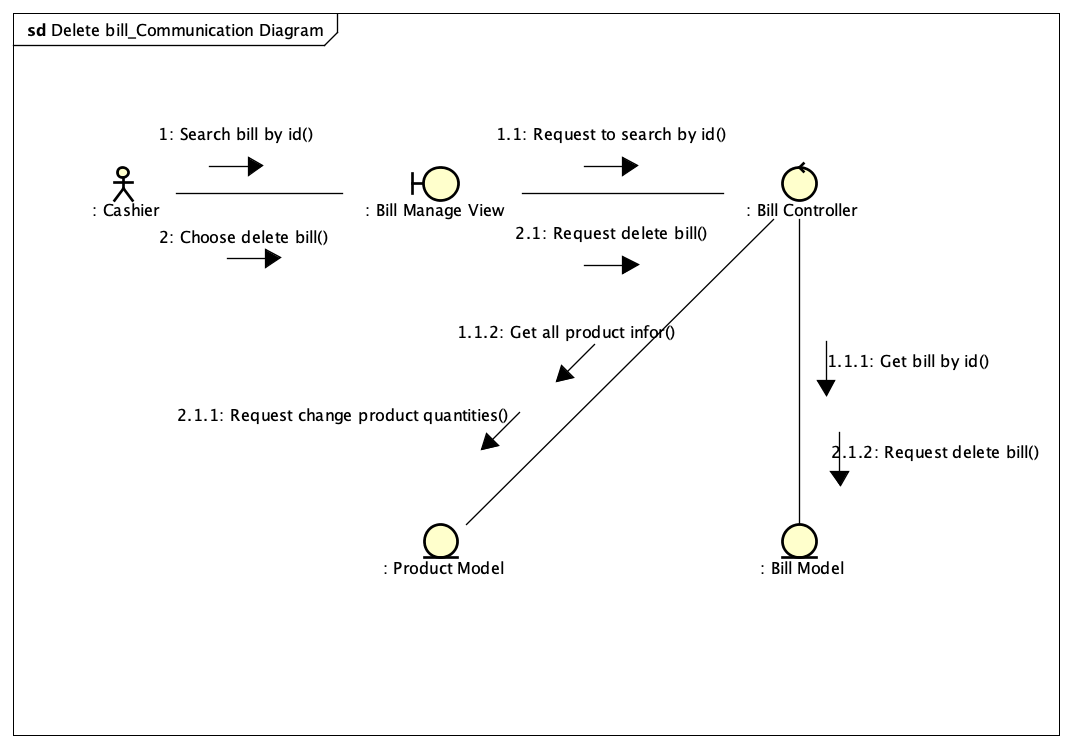 sd Delete bill_Communication Diagram
1: Search bill by id()
1.1: Request to search by id()
: Cashier
: Bill Manage View
: Bill Controller
2: Choose delete bill()
2.1: Request delete bill()
1.1.2: Get all product infor()
1.1.1: Get bill by id()
2.1.1: Request change product quantities()
2.1.2: Request delete bill()
: Product Model
: Bill Model